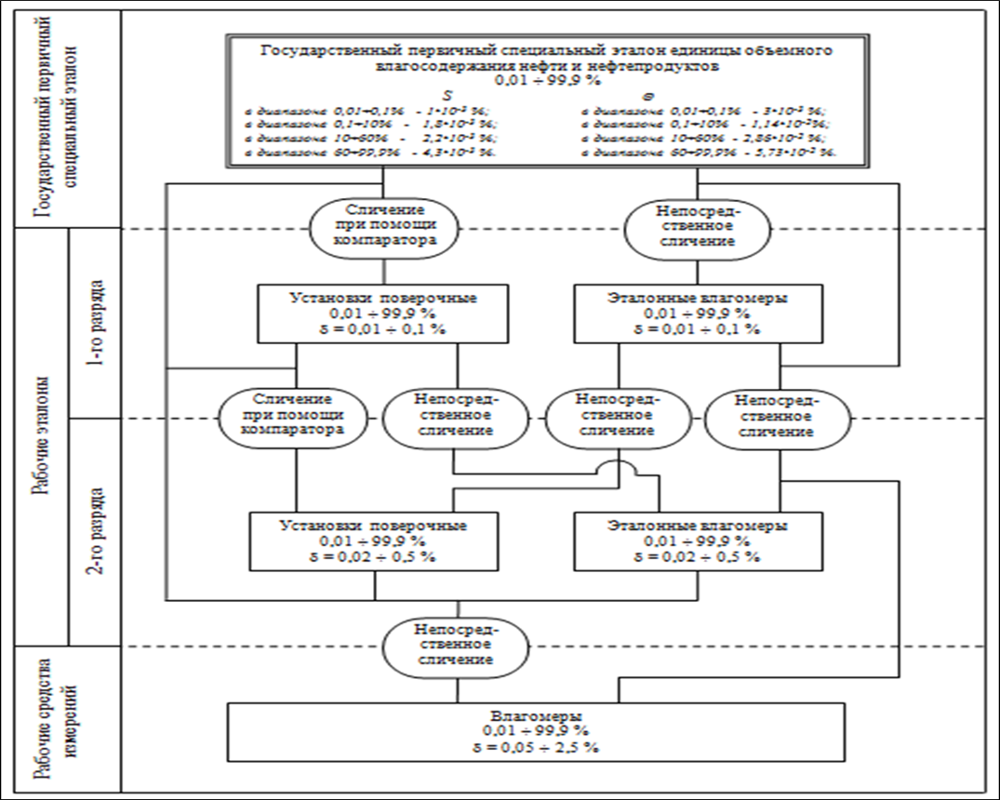 Государственный первичный специальный эталон
Государственный первичный специальный эталон единицы объемного
влагосодержания нефти и нефтепродуктов
0,01 ÷ 99,9 %
S
в диапазоне 0,01÷0,1% - 1*10⁻³ %;
в диапазоне 0,1÷10% - 1,8*10⁻² %;
в диапазоне 10÷60% - 2,2*10⁻² %;
в диапазоне 60÷99,9% - 4,3*10⁻² %.
Θ
в диапазоне 0,01÷0,1% - 3*10⁻³ %;
в диапазоне 0,1÷10% - 1,14*10⁻²%;
в диапазоне 10÷60% - 2,86*10⁻² %;
в диапазоне 60÷99,9% - 5,73*10⁻² %.
Сличение
при помощи
компаратора
Непосред-
ственное
сличение
Рабочие эталоны
1-го разряда
Установки поверочные
0,01 ÷ 99,9 %
δ = 0,01 ÷ 0,1 %
Эталонные влагомеры
0,01 ÷ 99,9 %
δ = 0,01 ÷ 0,1 %
Сличение
при помощи
компаратора
Непосред-
ственное
сличение
Непосред-
ственное
сличение
Непосред-
ственное
сличение
2-го разряда
Установки поверочные
0,01 ÷ 99,9 %
δ = 0,02 ÷ 0,5 %
Эталонные влагомеры
0,01 ÷ 99,9 %
δ = 0,02 ÷ 0,5 %
Непосред-
ственное
сличение
Рабочие средства
измерений
Влагомеры
0,01 ÷ 99,9 %
δ = 0,05 ÷ 2,5 %